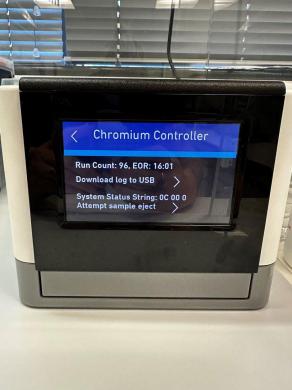 Chromium Controller
Run Count: 96, EOR: 16:01
Download log to USB
System Status String: 0C 00 0
Attempt sample eject